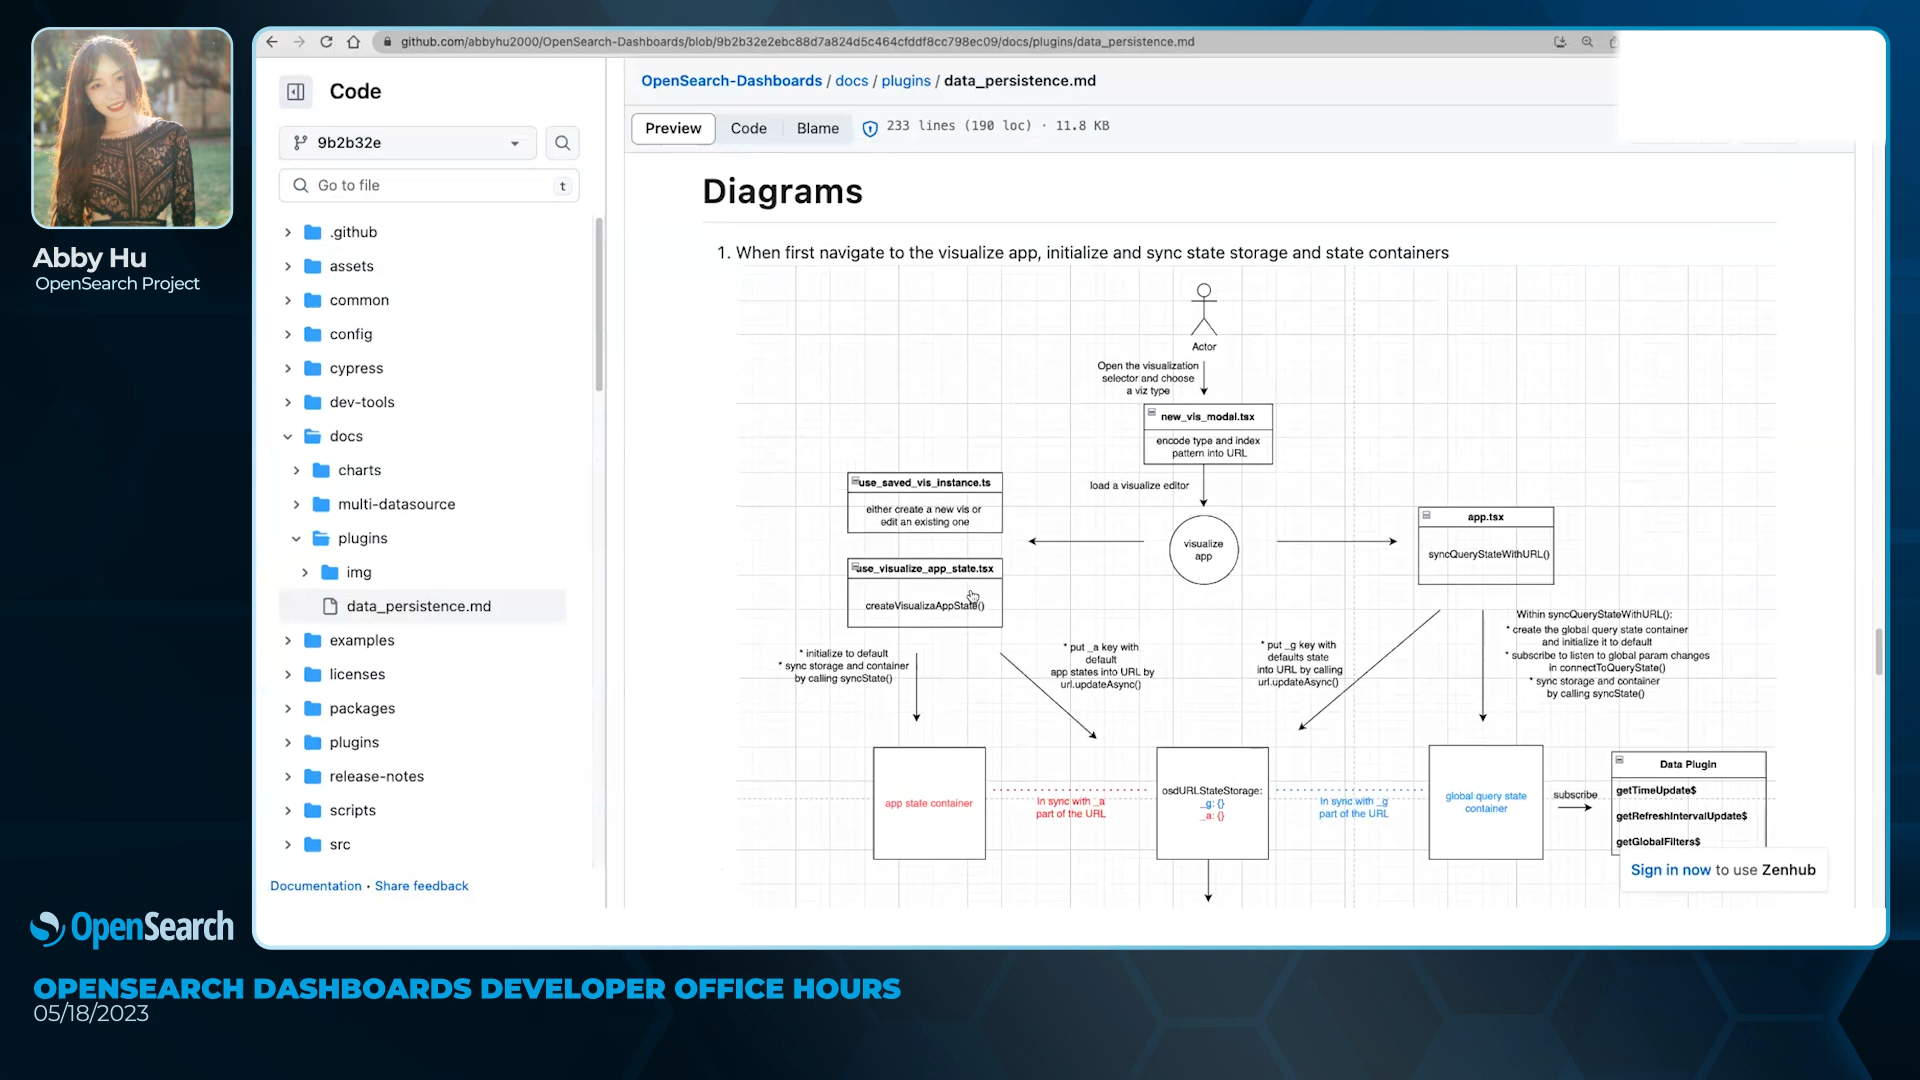 github.com/abbyhu2000/OpenSearch-Dashboards/blob/9b2b32e2ebc88d7a824d5c464cfddf8cc798ec09/docs/plugins/data_persistence.md
Abby Hu
OpenSearch Project
Code
9b2b32e
Go to file
t
.github
assets
common
config
cypress
dev-tools
docs
charts
multi-datasource
plugins
img
data_persistence.md
examples
licenses
packages
plugins
release-notes
scripts
src
Documentation • Share feedback
OpenSearch-Dashboards / docs / plugins / data_persistence.md
Preview
Code
Blame
233 lines (190 loc) · 11.8 KB
Diagrams
1. When first navigate to the visualize app, initialize and sync state storage and state containers
Actor
Open the visualization
selector and choose
a viz type
new_vis_modal.tsx
encode type and index
pattern into URL
load a visualize editor
use_saved_vis_instance.ts
either create a new vis or
edit an existing one
visualize
app
app.tsx
syncQueryStateWithURL()
use_visualize_app_state.tsx
createVisualizaAppState()
* initialize to default
* sync storage and container
by calling syncState()
* put _a key with
default
app states into URL by
url.updateAsync()
* put _g key with
defaults state
into URL by calling
url.updateAsync()
Within syncQueryStateWithURL():
* create the global query state container
and initialize it to default
* subscribe to listen to global param changes
in connectToQueryState()
* sync storage and container
by calling syncState()
app state container
In sync with _a
part of the URL
osdURLStateStorage:
_g: {}
_a: {}
In sync with _g
part of the URL
global query state
container
subscribe
Data Plugin
getTimeUpdate$
getRefreshIntervalUpdate$
getGlobalFilters$
Sign in now to use Zenhub
OpenSearch
OPENSEARCH DASHBOARDS DEVELOPER OFFICE HOURS
05/18/2023